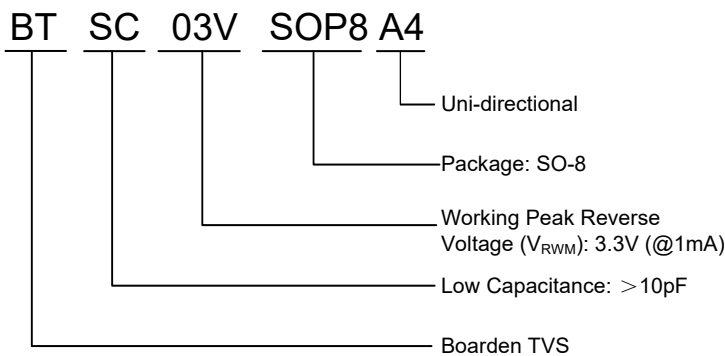 BT SC 03V SOP8 A4
Uni-directional
Package: SO-8
Working Peak Reverse
Voltage (VRWM): 3.3V (@1mA)
Low Capacitance: ＞10pF
Boarden TVS